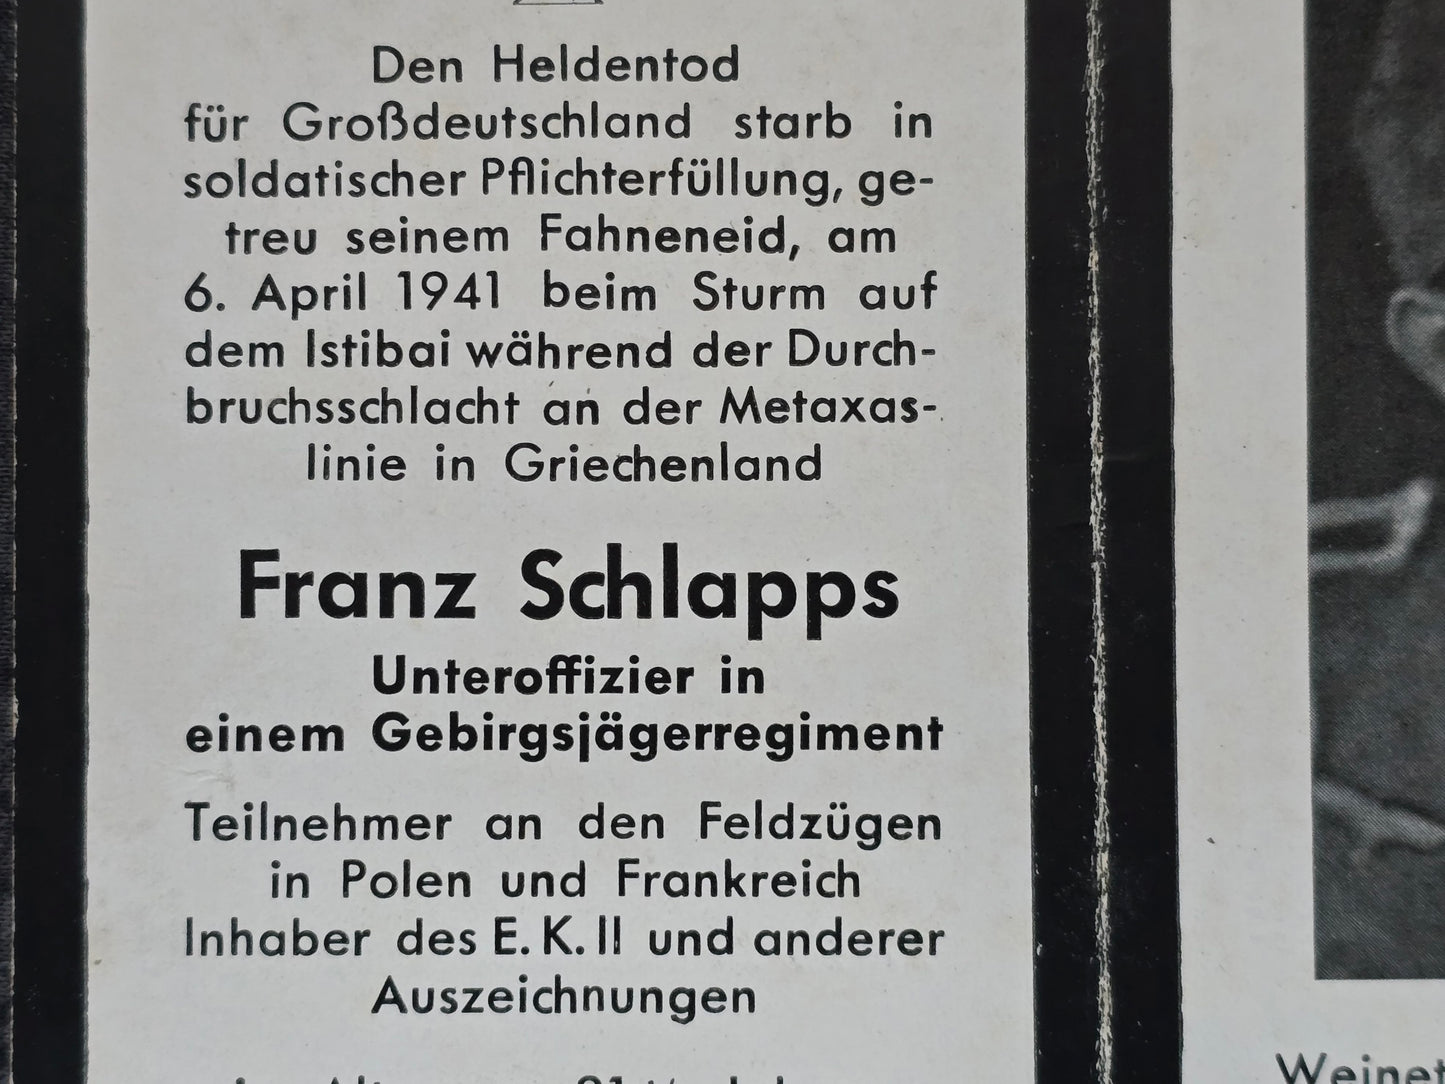 Den Heldentod
für Großdeutschland starb in
soldatischer Pflichterfüllung, ge-
treu seinem Fahneneid, am
6. April 1941 beim Sturm auf
dem Istibai während der Durch-
bruchsschlacht an der Metaxas-
linie in Griechenland
Franz Schlapps
Unteroffizier in
einem Gebirgsjägerregiment
Teilnehmer an den Feldzügen
in Polen und Frankreich
Inhaber des E. K. II und anderer
Auszeichnungen